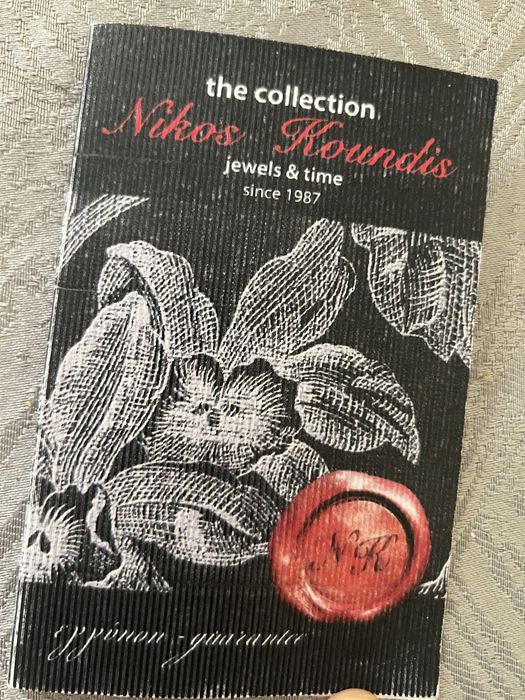 the collection
Nikos Koundis
jewels & time
since 1987
NK
εγγύηση - guarantee